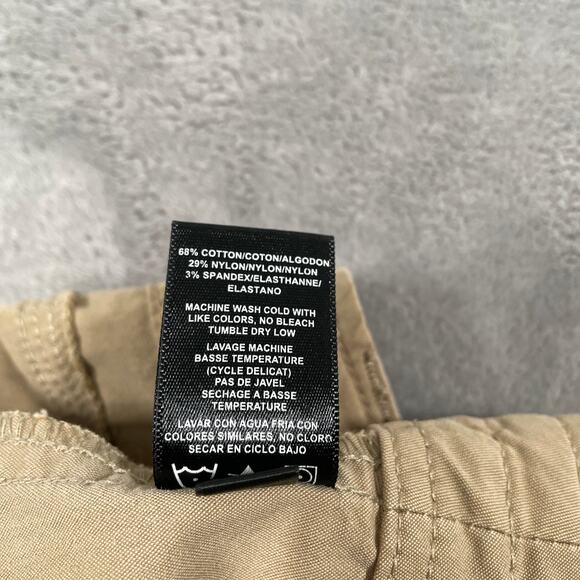 68% COTTON/COTON/ALGODON
29% NYLON/NYLON/NYLON
3% SPANDEX/ELASTHANNE/
ELASTANO
MACHINE WASH COLD WITH
LIKE COLORS, NO BLEACH
TUMBLE DRY LOW
LAVAGE MACHINE
BASSE TEMPERATURE
(CYCLE DELICAT)
PAS DE JAVEL
SECHAGE A BASSE
TEMPERATURE
LAVAR CON AGUA FRIA CON
COLORES SIMILARES, NO CLORO
SECAR EN CICLO BAJO